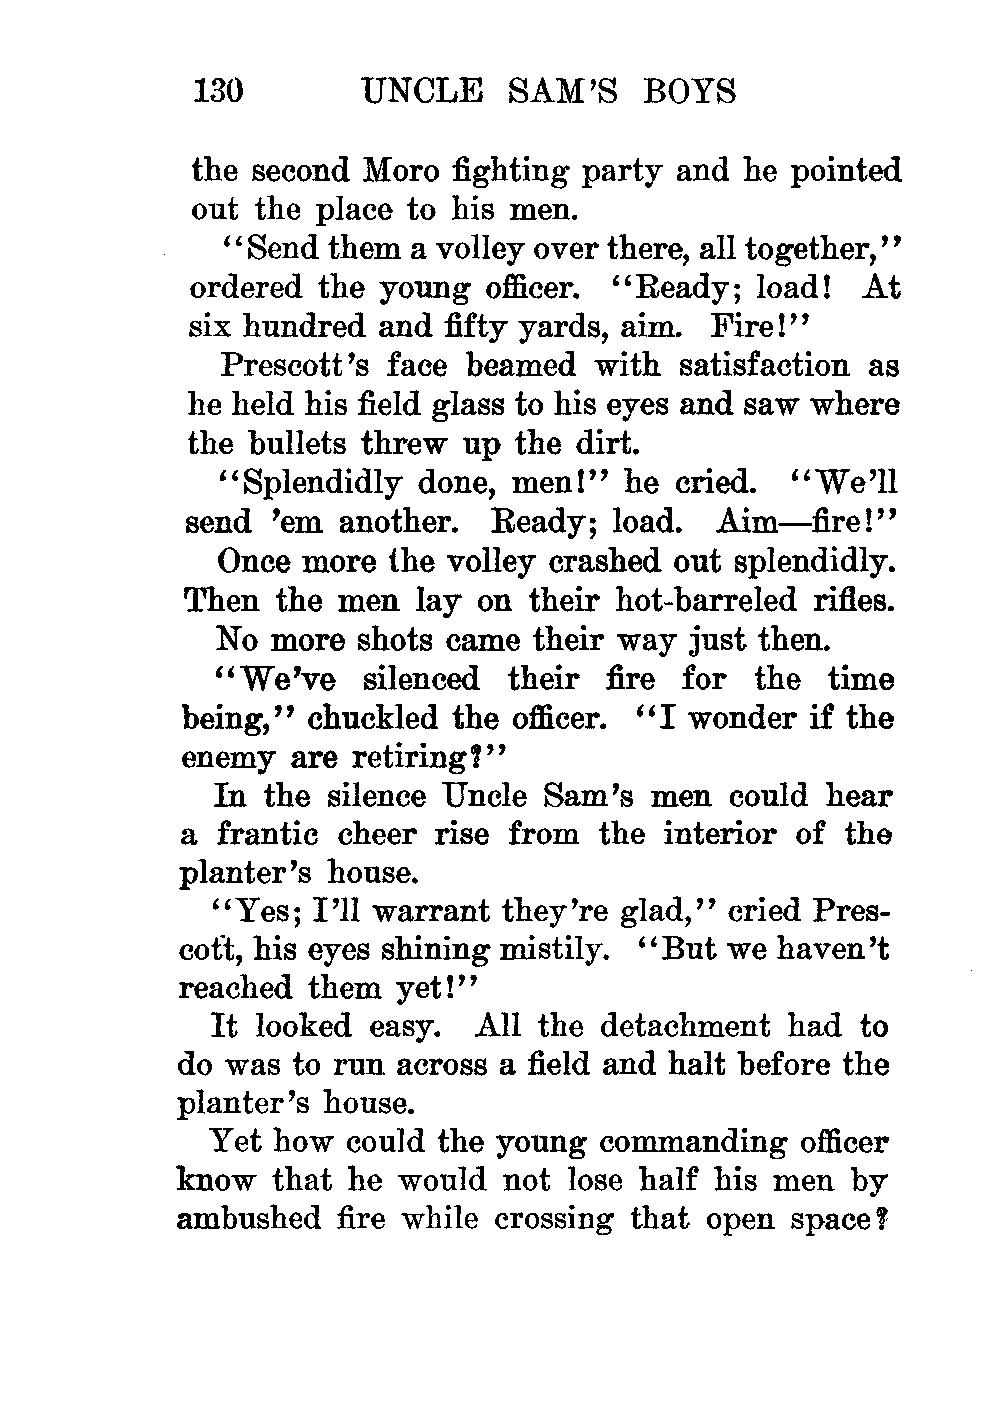 130 UNCLE SAM'S BOYS
the second Moro fighting party and he pointed
out the place to his men.
"Send them a volley over there, all together,"
ordered the young officer. "Ready; load! At
six hundred and fifty yards, aim. Fire!"
Prescott's face beamed with satisfaction as
he held his field glass to his eyes and saw where
the bullets threw up the dirt.
"Splendidly done, men!" he cried. "We'll
send 'em another. Ready; load. Aim—fire!"
Once more the volley crashed out splendidly.
Then the men lay on their hot-barreled rifles.
No more shots came their way just then.
"We've silenced their fire for the time
being," chuckled the officer. "I wonder if the
enemy are retiring?"
In the silence Uncle Sam's men could hear
a frantic cheer rise from the interior of the
planter's house.
"Yes; I'll warrant they're glad," cried Pres-
cott, his eyes shining mistily. "But we haven't
reached them yet!"
It looked easy. All the detachment had to
do was to run across a field and halt before the
planter's house.
Yet how could the young commanding officer
know that he would not lose half his men by
ambushed fire while crossing that open space?